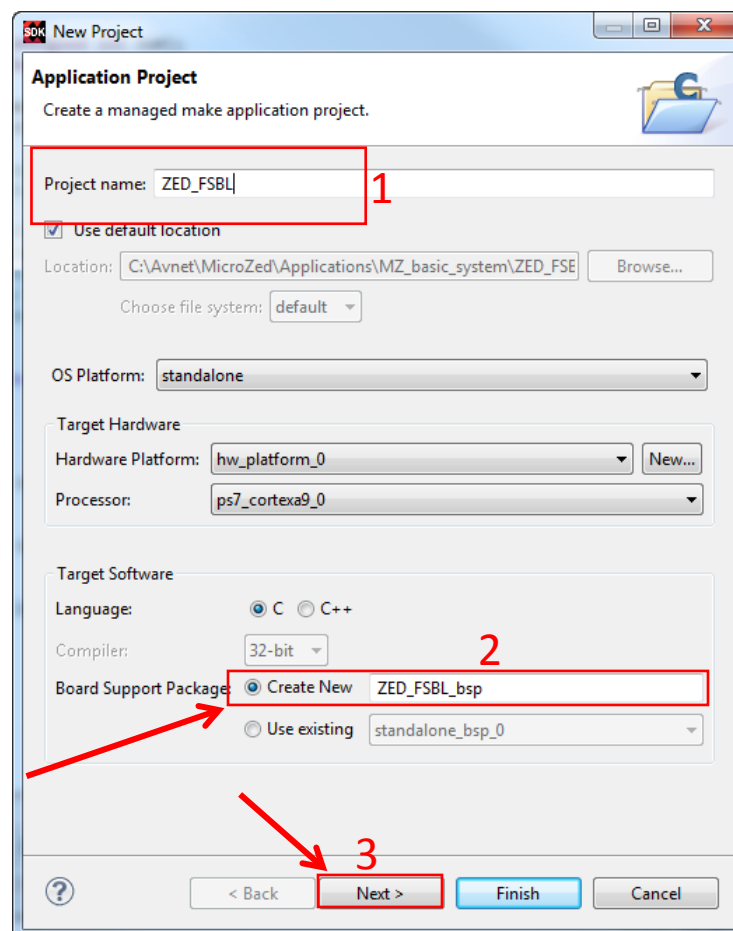 SDK New Project
Application Project
Create a managed make application project.
C
Project name: ZED_FSBL 1
Use default location
Location: C:\Avnet\MicroZed\Applications\MZ_basic_system\ZED_FSB Browse...
Choose file system: default
OS Platform: standalone
Target Hardware
Hardware Platform: hw_platform_0 New...
Processor: ps7_cortexa9_0
Target Software
Language: C C++
Compiler: 32-bit
2
Board Support Package: Create New ZED_FSBL_bsp
Use existing standalone_bsp_0
3
? < Back Next > Finish Cancel